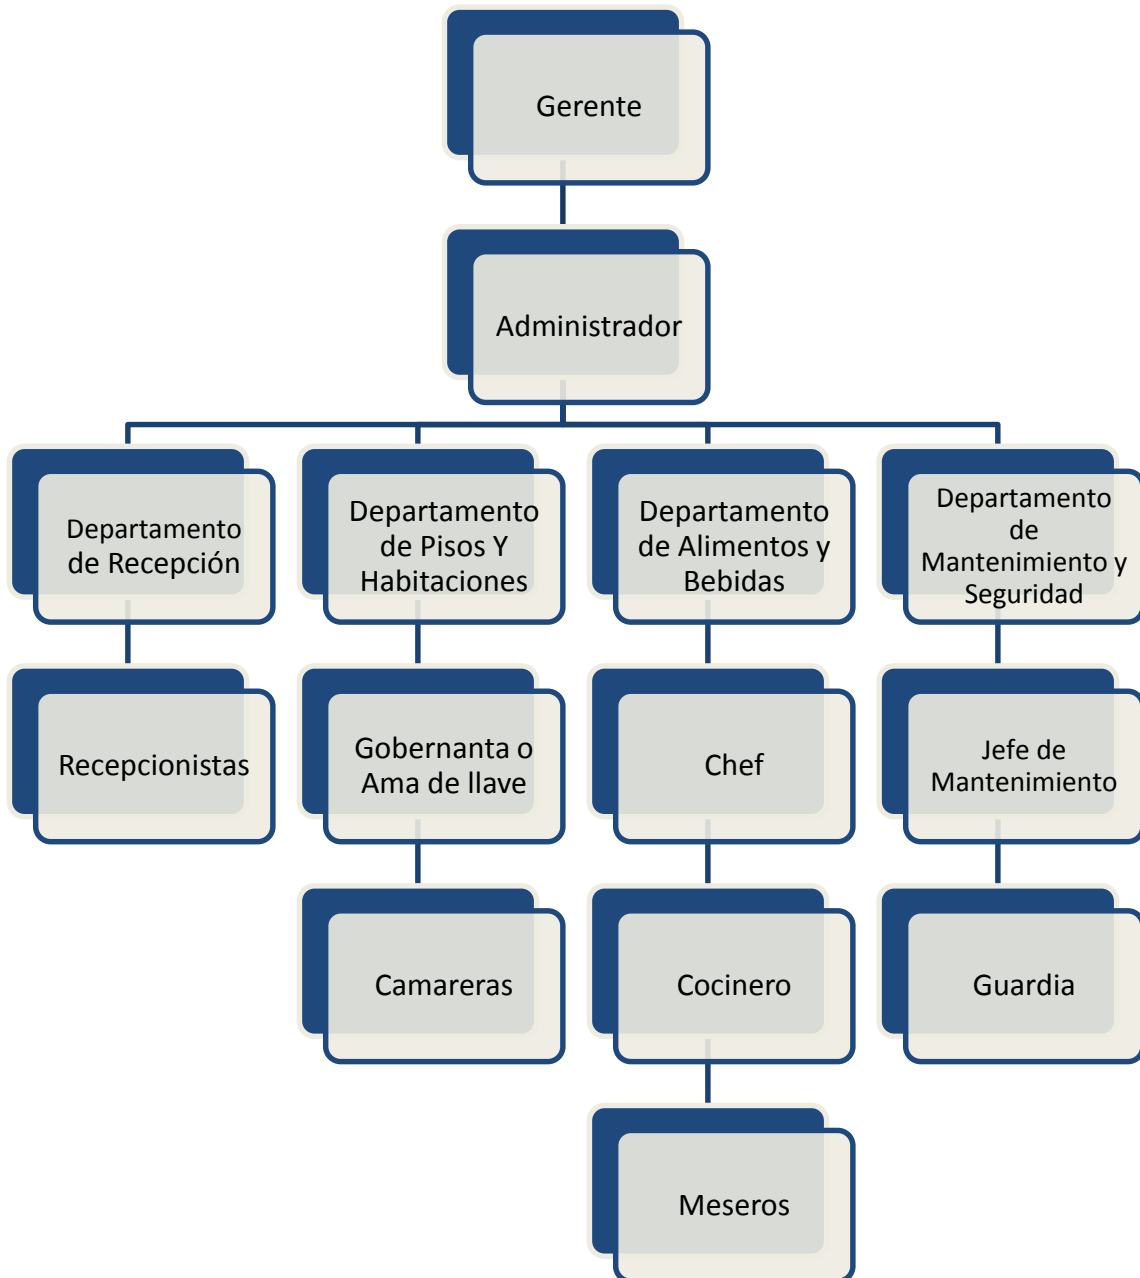 Gerente
Administrador
Departamento
de Recepción
Departamento
de Pisos Y
Habitaciones
Departamento
de Alimentos y
Bebidas
Departamento
de
Mantenimiento y
Seguridad
Recepcionistas
Gobernanta o
Ama de llave
Chef
Jefe de
Mantenimiento
Camareras
Cocinero
Guardia
Meseros